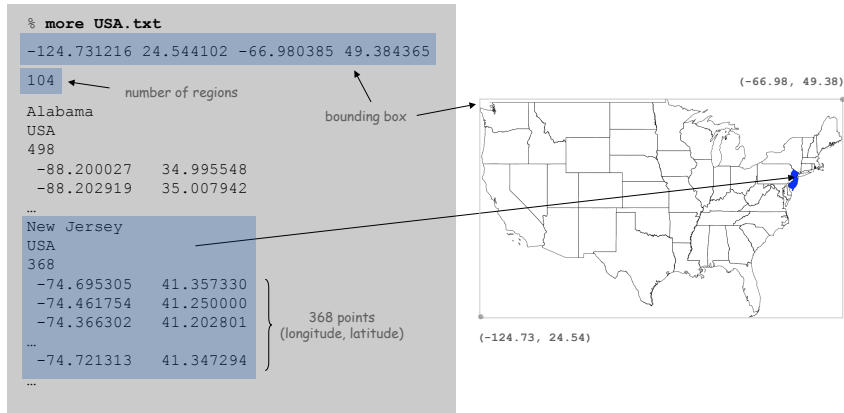 % more USA.txt
-124.731216 24.544102 -66.980385 49.384365
104
number of regions
bounding box
Alabama
USA
498
-88.200027 34.995548
-88.202919 35.007942
…
New Jersey
USA
368
-74.695305 41.357330
-74.461754 41.250000
-74.366302 41.202801
…
-74.721313 41.347294
…
368 points
(longitude, latitude)
(-66.98, 49.38)
(-124.73, 24.54)